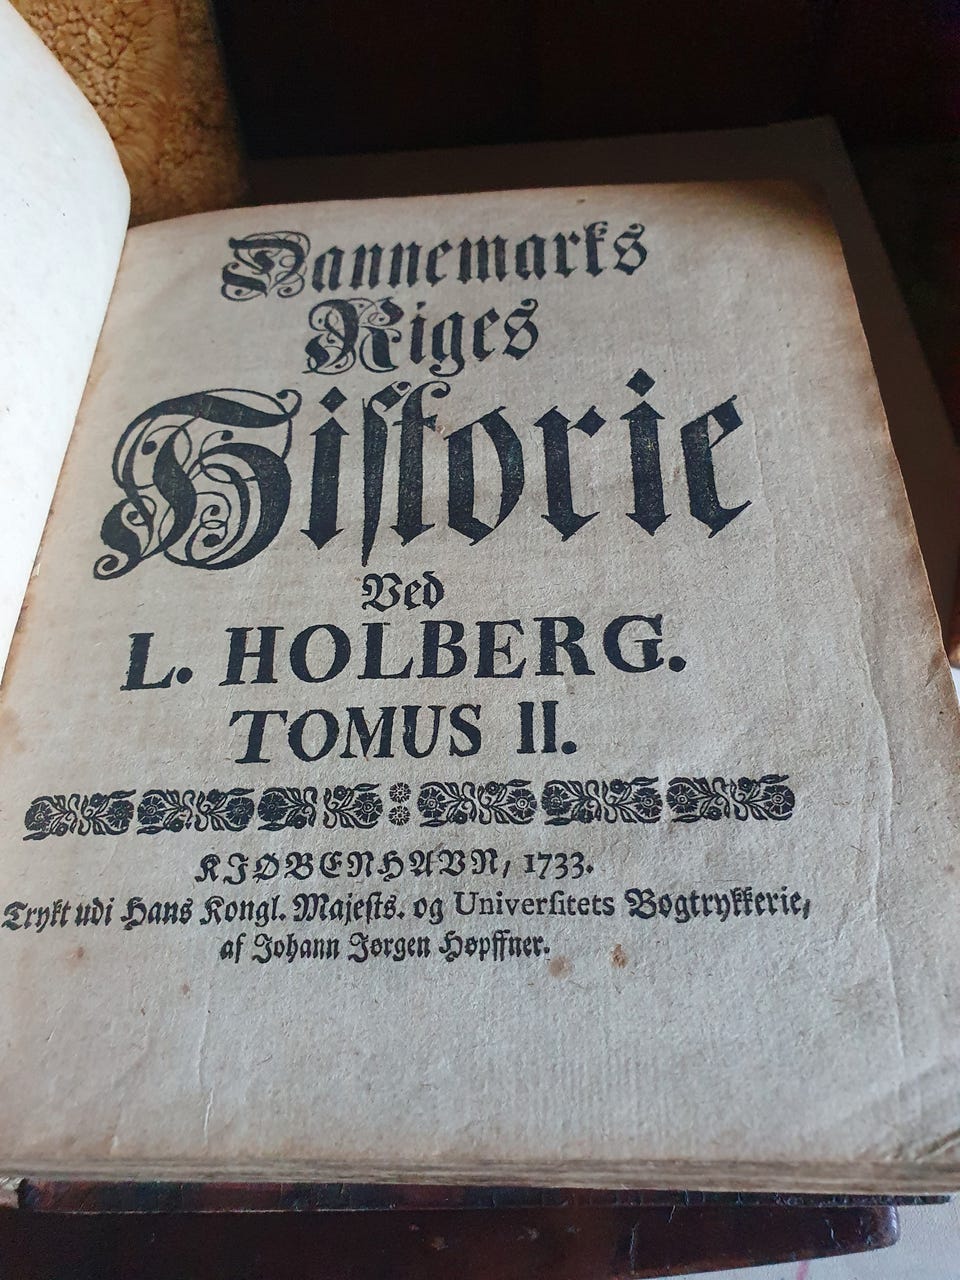 Dannemarks
Riges
Historie
Ved
L. HOLBERG.
TOMUS II.
KJØBENHAVN, 1733.
Trykt udi Hans Kongl. Majests. og Universitets Bogtrykkerie,
af Johann Jørgen Høpffner.